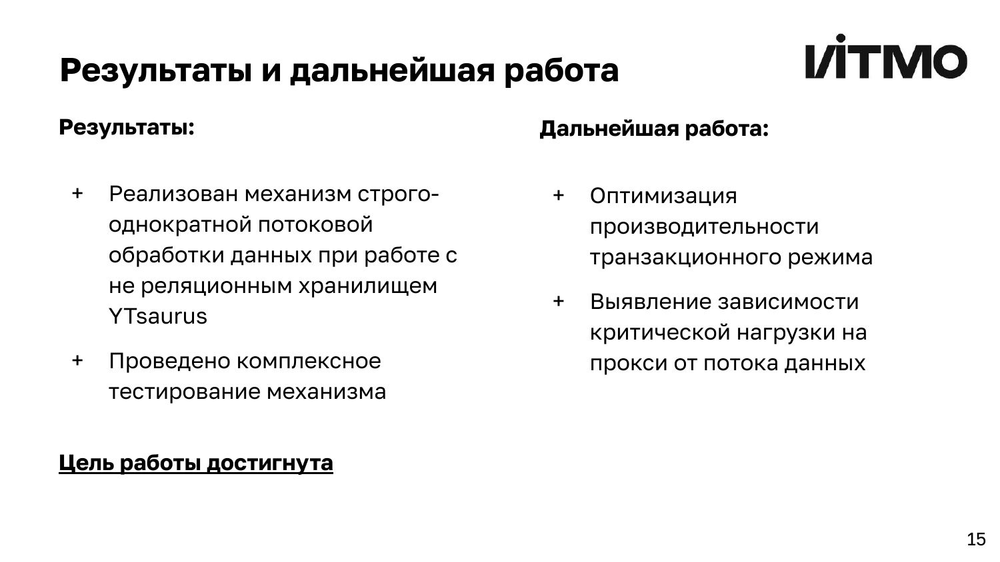 Результаты и дальнейшая работа
ИТМО
Результаты:
+ Реализован механизм строго-
однократной потоковой
обработки данных при работе с
не реляционным хранилищем
YTsaurus
+ Проведено комплексное
тестирование механизма
Цель работы достигнута
Дальнейшая работа:
+ Оптимизация
производительности
транзакционного режима
+ Выявление зависимости
критической нагрузки на
прокси от потока данных
15